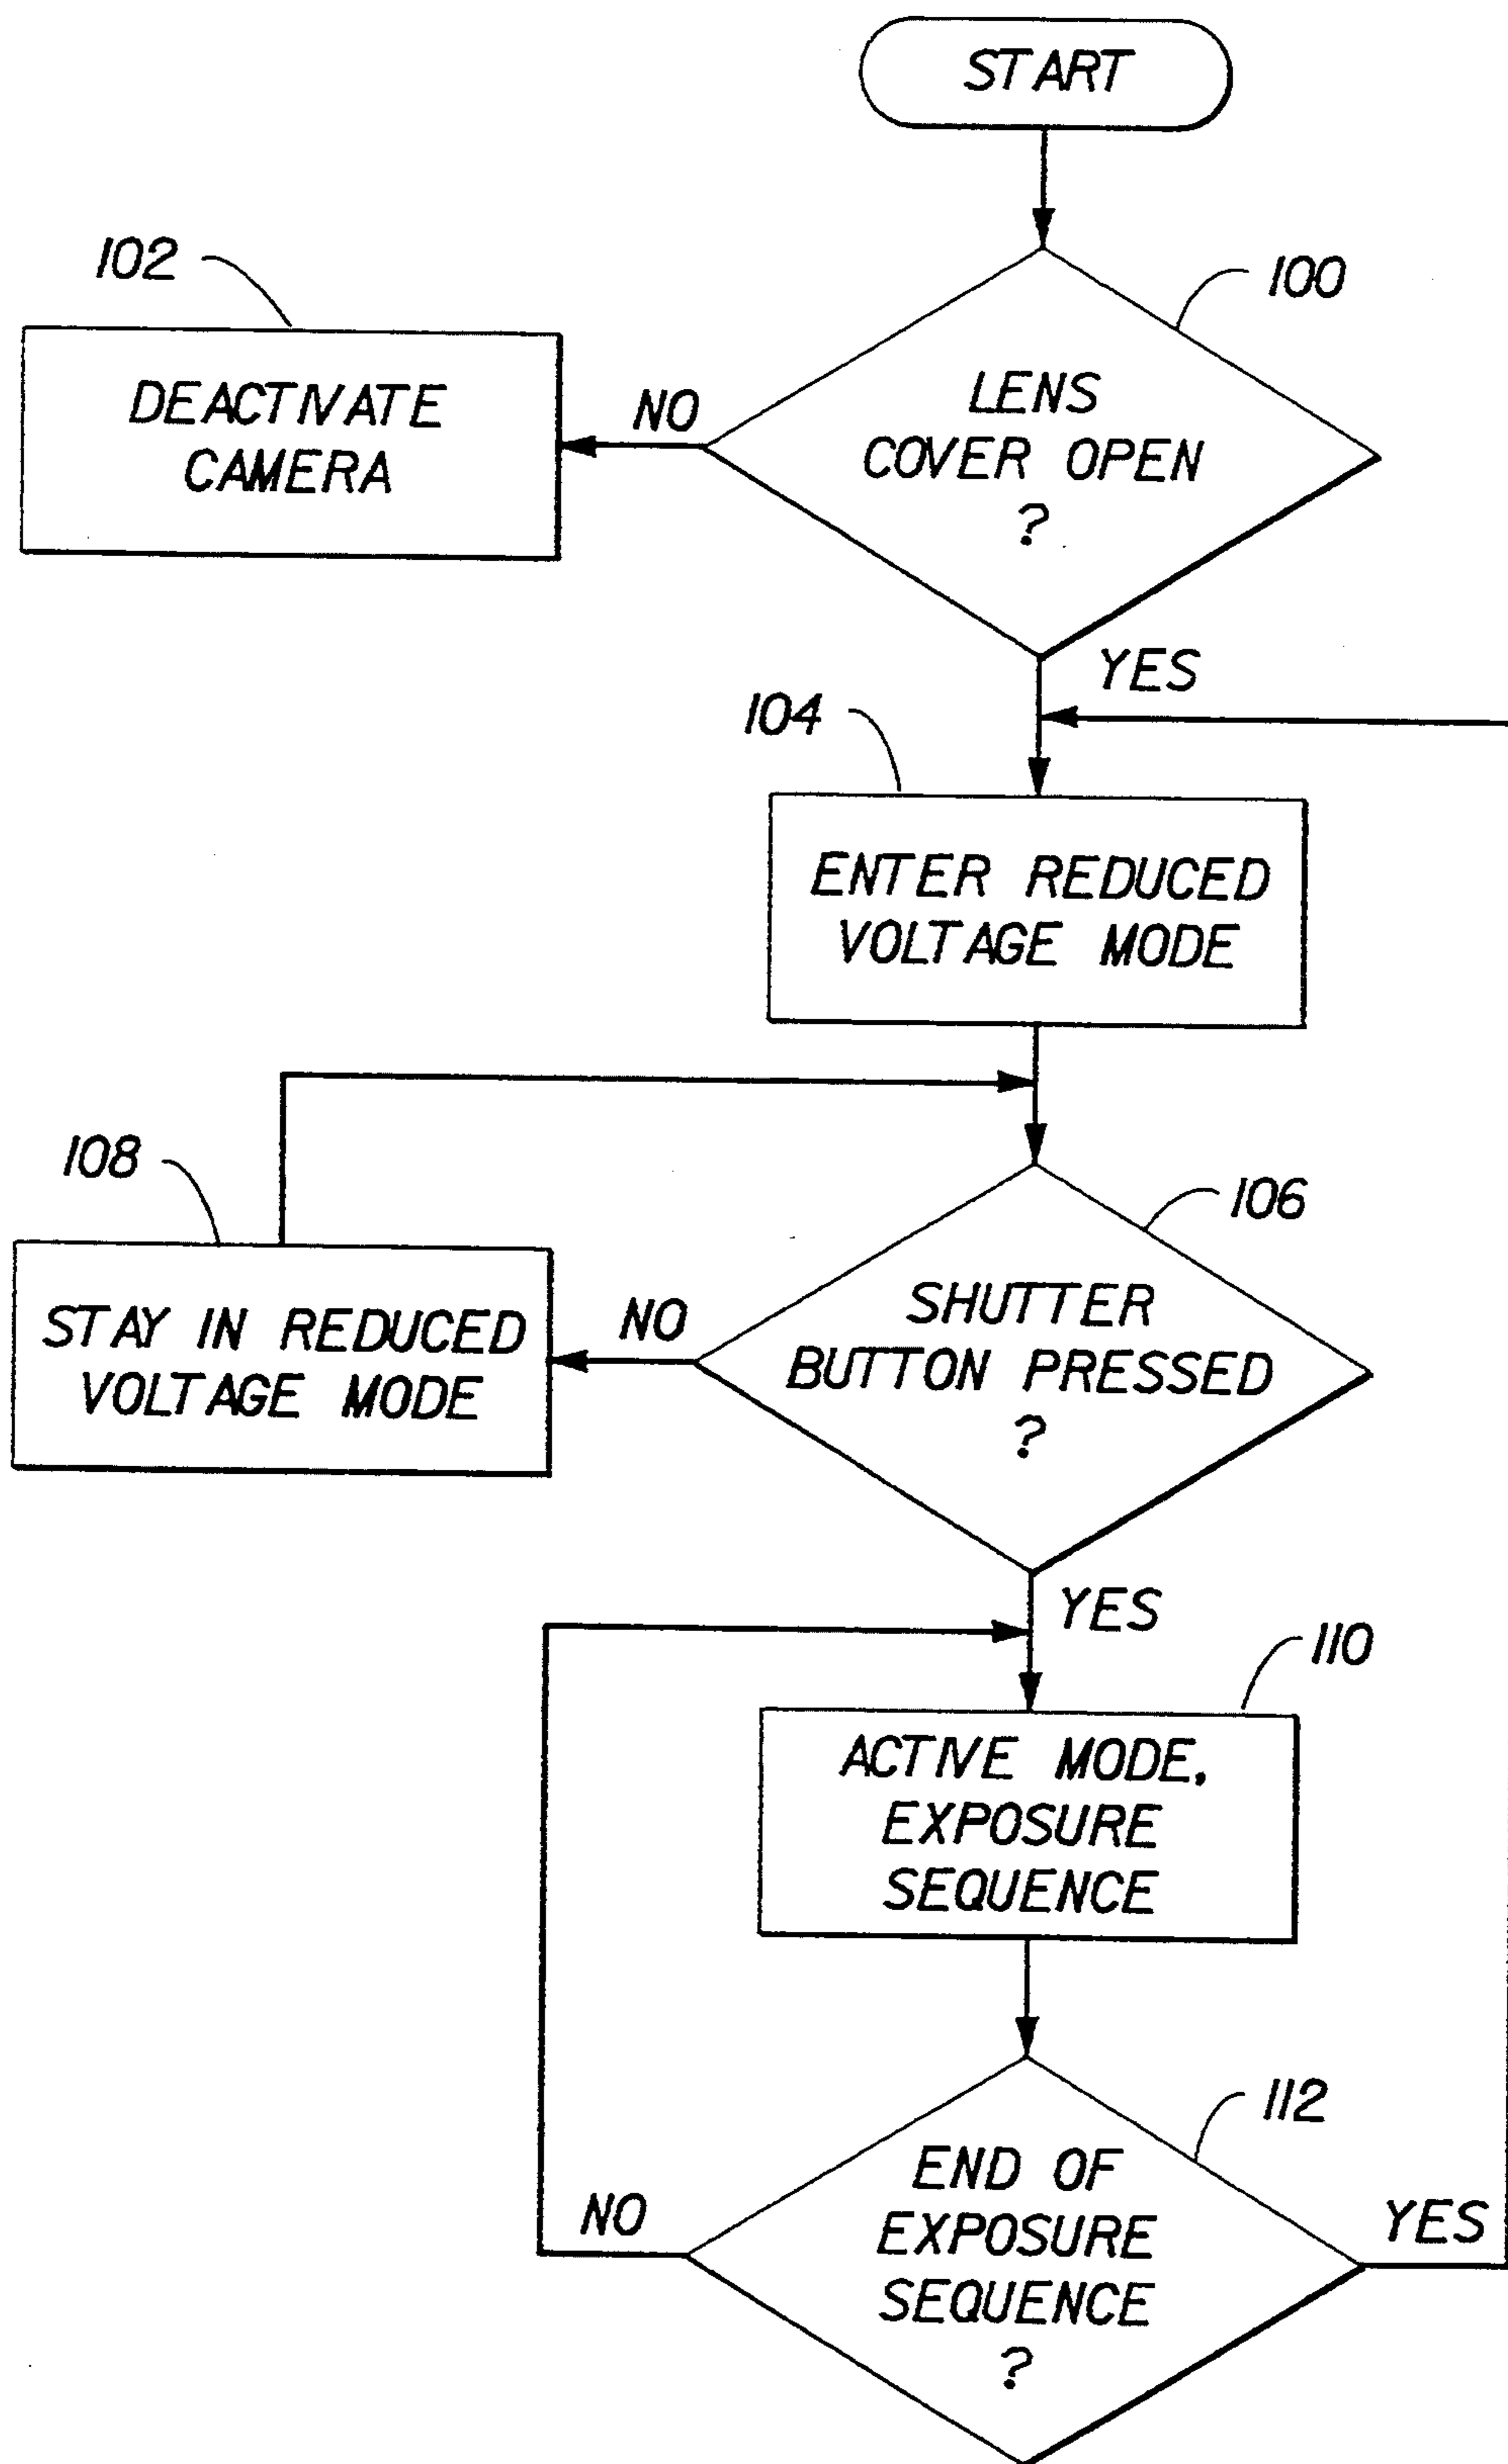 START
100
102
LENS
COVER OPEN
?
NO
DEACTIVATE
CAMERA
YES
104
ENTER REDUCED
VOLTAGE MODE
106
108
SHUTTER
BUTTON PRESSED
?
NO
STAY IN REDUCED
VOLTAGE MODE
YES
110
ACTIVE MODE,
EXPOSURE
SEQUENCE
112
END OF
EXPOSURE
SEQUENCE
?
NO
YES